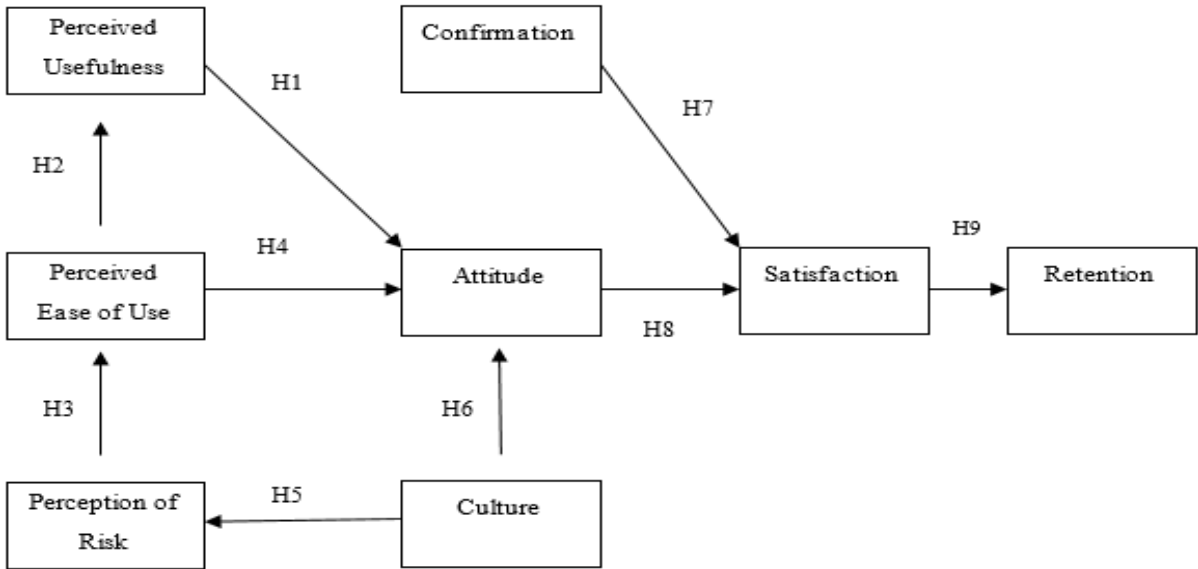 Perceived
Usefulness
H1
Confirmation
H7
H2
Perceived
Ease of Use
H4
Attitude
H8
Satisfaction
H9
Retention
H3
H6
Perception of
Risk
H5
Culture